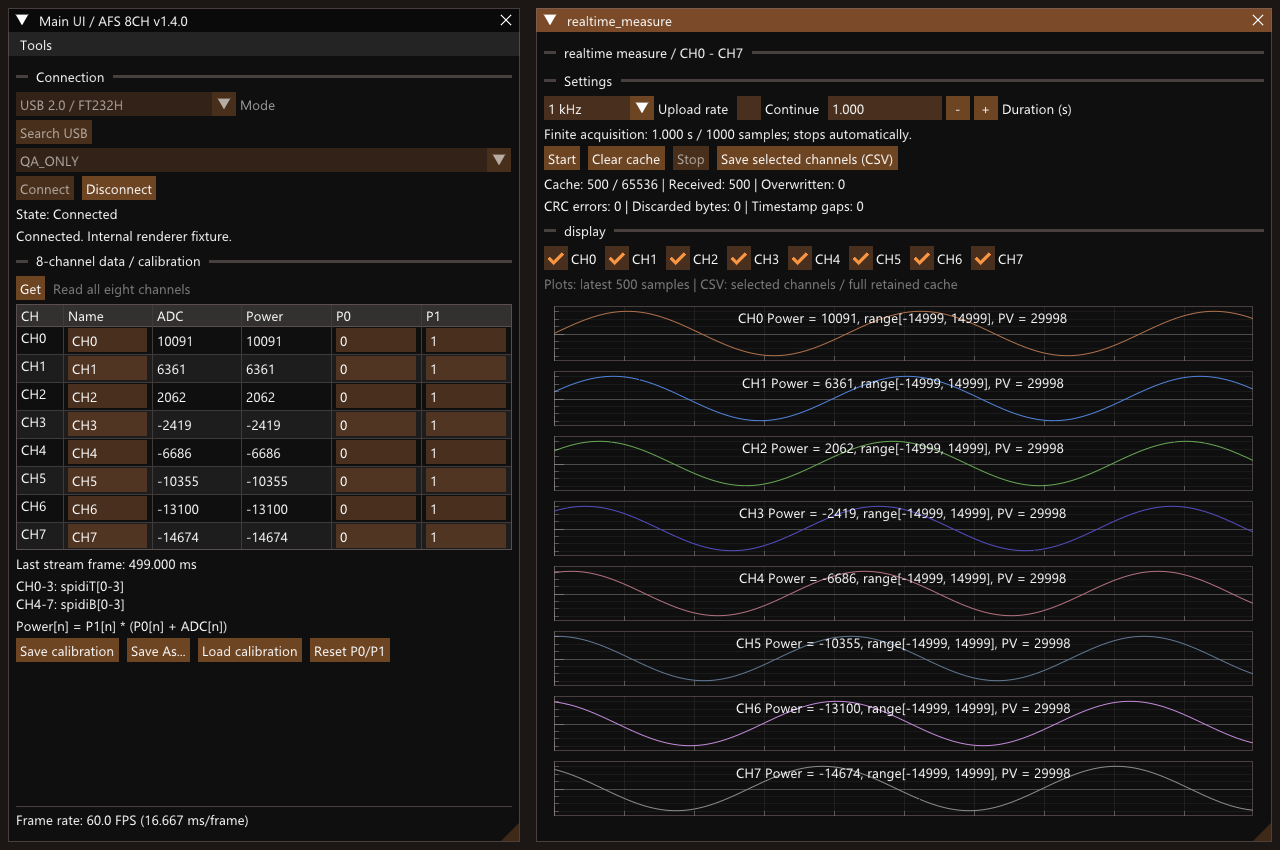 Main UI / AFS 8CH v1.4.0
Tools
Connection
USB 2.0 / FT232H Mode
Search USB
QA_ONLY
Connect Disconnect
State: Connected
Connected. Internal renderer fixture.
8-channel data / calibration
Get Read all eight channels
CH Name ADC Power P0 P1
CH0 CH0 10091 10091 0 1
CH1 CH1 6361 6361 0 1
CH2 CH2 2062 2062 0 1
CH3 CH3 -2419 -2419 0 1
CH4 CH4 -6686 -6686 0 1
CH5 CH5 -10355 -10355 0 1
CH6 CH6 -13100 -13100 0 1
CH7 CH7 -14674 -14674 0 1
Last stream frame: 499.000 ms
CH0-3: spidiT[0-3]
CH4-7: spidiB[0-3]
Power[n] = P1[n] * (P0[n] + ADC[n])
Save calibration Save As... Load calibration Reset P0/P1
Frame rate: 60.0 FPS (16.667 ms/frame)
realtime_measure
realtime measure / CH0 - CH7
Settings
1 kHz Upload rate Continue 1.000 - + Duration (s)
Finite acquisition: 1.000 s / 1000 samples; stops automatically.
Start Clear cache Stop Save selected channels (CSV)
Cache: 500 / 65536 | Received: 500 | Overwritten: 0
CRC errors: 0 | Discarded bytes: 0 | Timestamp gaps: 0
display
CH0 CH1 CH2 CH3 CH4 CH5 CH6 CH7
Plots: latest 500 samples | CSV: selected channels / full retained cache
CH0 Power = 10091, range[-14999, 14999], PV = 29998
CH1 Power = 6361, range[-14999, 14999], PV = 29998
CH2 Power = 2062, range[-14999, 14999], PV = 29998
CH3 Power = -2419, range[-14999, 14999], PV = 29998
CH4 Power = -6686, range[-14999, 14999], PV = 29998
CH5 Power = -10355, range[-14999, 14999], PV = 29998
CH6 Power = -13100, range[-14999, 14999], PV = 29998
CH7 Power = -14674, range[-14999, 14999], PV = 29998